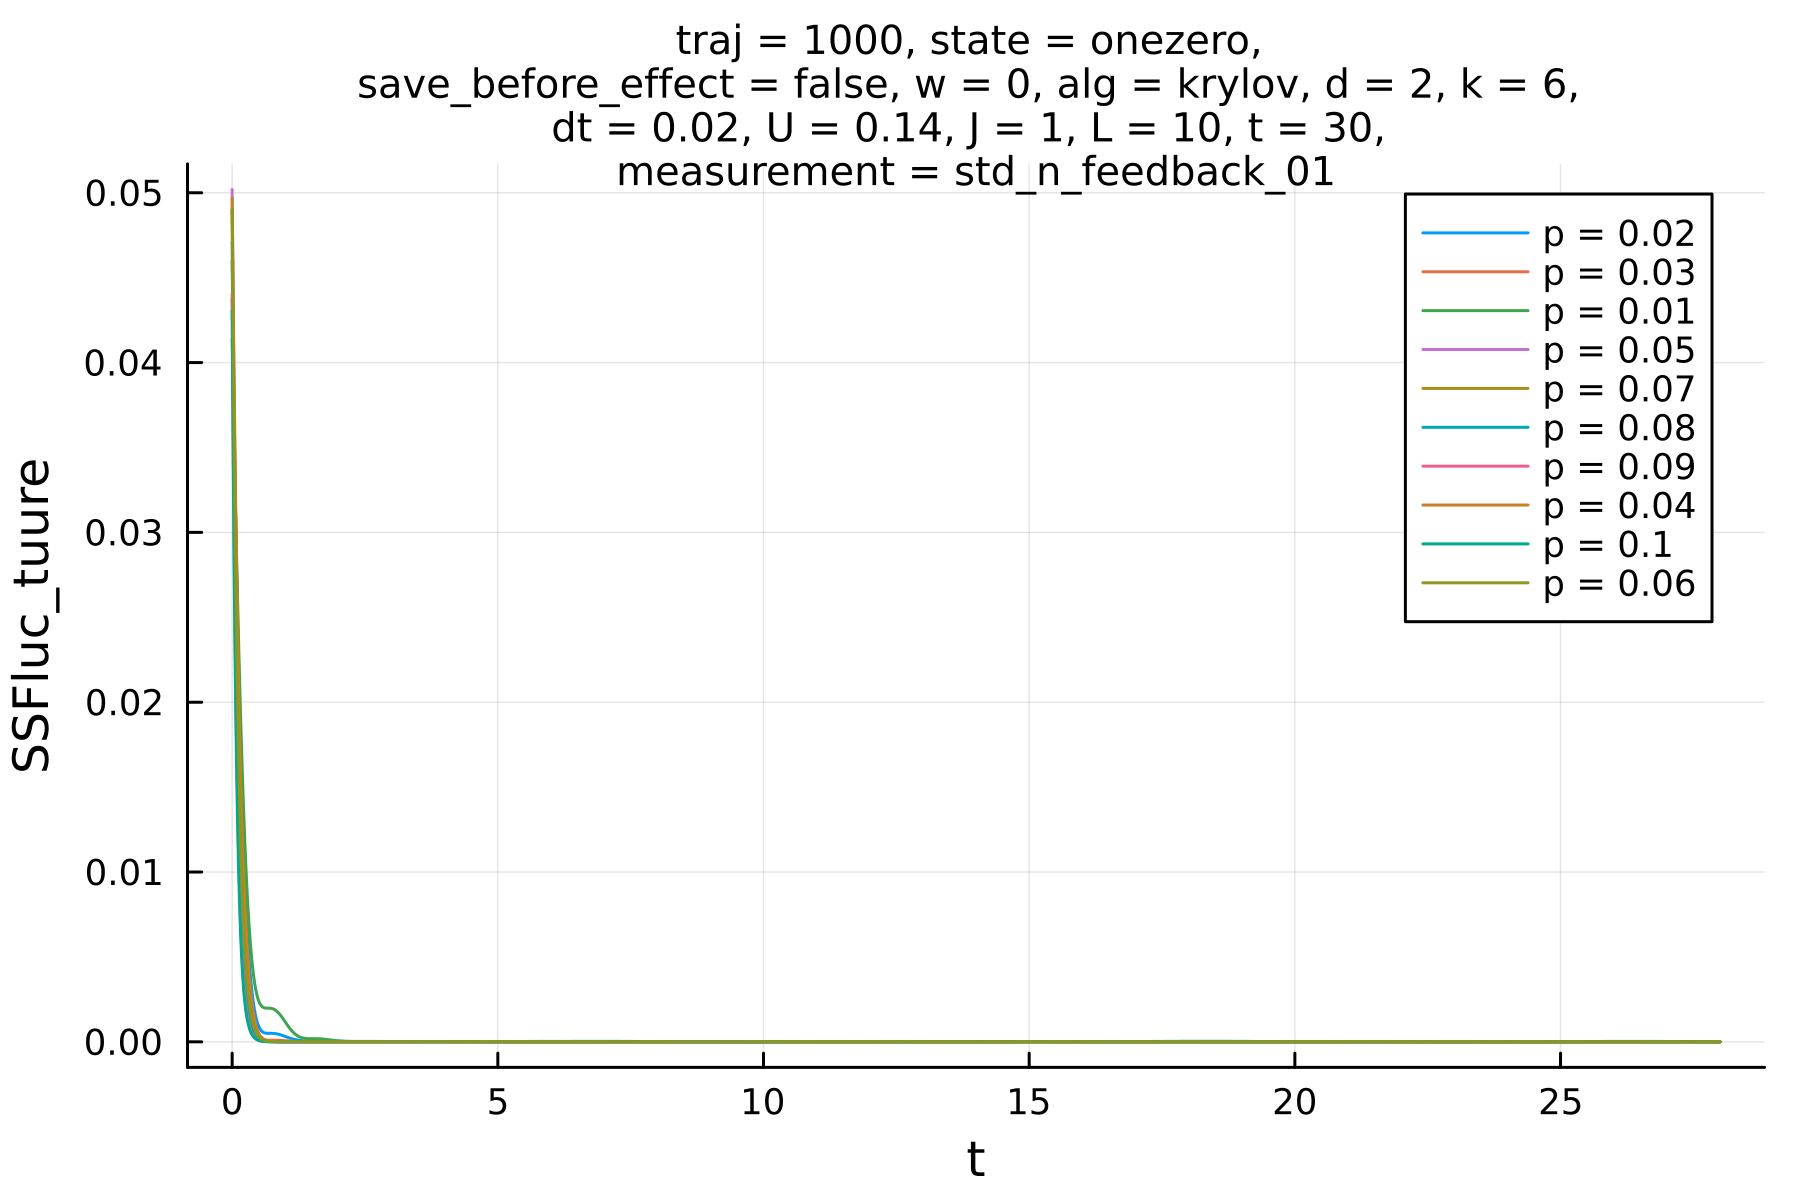 traj = 1000, state = onezero,
save_before_effect = false, w = 0, alg = krylov, d = 2, k = 6,
dt = 0.02, U = 0.14, J = 1, L = 10, t = 30,
measurement = std_n_feedback_01
0.05
0.04
0.03
0.02
0.01
0.00
SSFluc_tuure
p = 0.02
p = 0.03
p = 0.01
p = 0.05
p = 0.07
p = 0.08
p = 0.09
p = 0.04
p = 0.1
p = 0.06
0
5
10
15
20
25
t